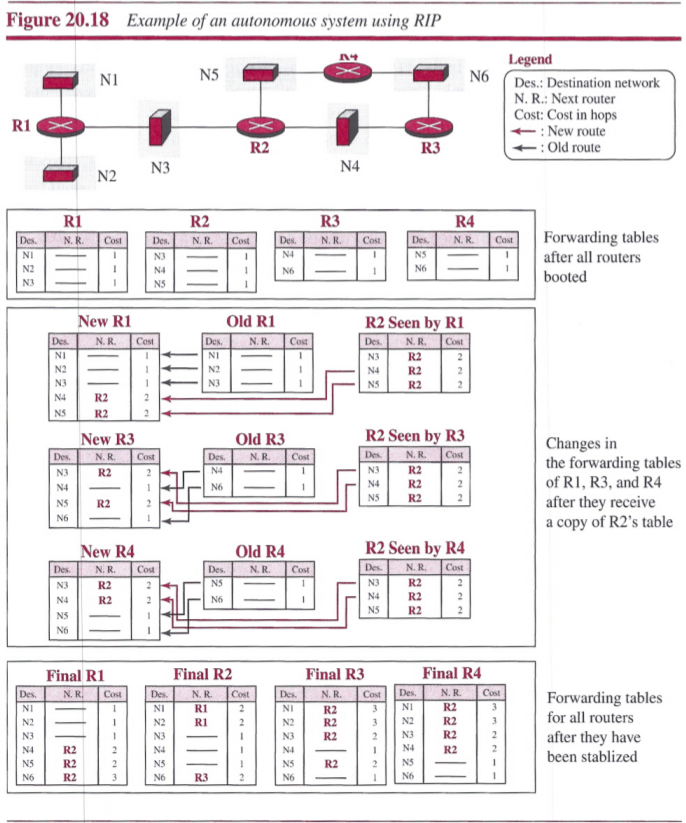 Figure 20.18 Example of an autonomous system using RIP
N1
N5
R4
N6
R1
R2
R3
N2
N3
N4
Legend
Des.: Destination network
N. R.: Next router
Cost: Cost in hops
: New route
: Old route
R1
Des. N. R. Cost
N1 — 1
N2 — 1
N3 — 1
R2
Des. N. R. Cost
N3 — 1
N4 — 1
N5 — 1
R3
Des. N. R. Cost
N4 — 1
N6 — 1
R4
Des. N. R. Cost
N5 — 1
N6 — 1
Forwarding tables
after all routers
booted
New R1
Des. N. R. Cost
N1 — 1
N2 — 1
N3 — 1
N4 R2 2
N5 R2 2
Old R1
Des. N. R. Cost
N1 — 1
N2 — 1
N3 — 1
R2 Seen by R1
Des. N. R. Cost
N3 R2 2
N4 R2 2
N5 R2 2
New R3
Des. N. R. Cost
N3 R2 2
N4 — 1
N5 R2 2
N6 — 1
Old R3
Des. N. R. Cost
N4 — 1
N6 — 1
R2 Seen by R3
Des. N. R. Cost
N3 R2 2
N4 R2 2
N5 R2 2
New R4
Des. N. R. Cost
N3 R2 2
N4 R2 2
N5 — 1
N6 — 1
Old R4
Des. N. R. Cost
N5 — 1
N6 — 1
R2 Seen by R4
Des. N. R. Cost
N3 R2 2
N4 R2 2
N5 R2 2
Changes in
the forwarding tables
of R1, R3, and R4
after they receive
a copy of R2's table
Final R1
Des. N. R. Cost
N1 — 1
N2 — 1
N3 — 1
N4 R2 2
N5 R2 2
N6 R2 3
Final R2
Des. N. R. Cost
N1 R1 2
N2 R1 2
N3 — 1
N4 — 1
N5 — 1
N6 R3 2
Final R3
Des. N. R. Cost
N1 R2 3
N2 R2 3
N3 R2 2
N4 — 1
N5 R2 2
N6 — 1
Final R4
Des. N. R. Cost
N1 R2 3
N2 R2 3
N3 R2 2
N4 R2 2
N5 — 1
N6 — 1
Forwarding tables
for all routers
after they have
been stablized